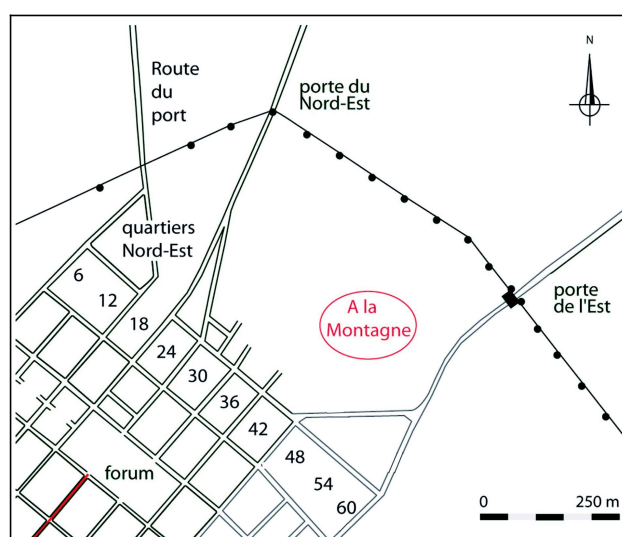 N
Route
du
port
porte du
Nord-Est
quartiers
Nord-Est
6
12
18
24
30
36
42
48
54
60
A la
Montagne
porte
de l'Est
forum
0
250 m